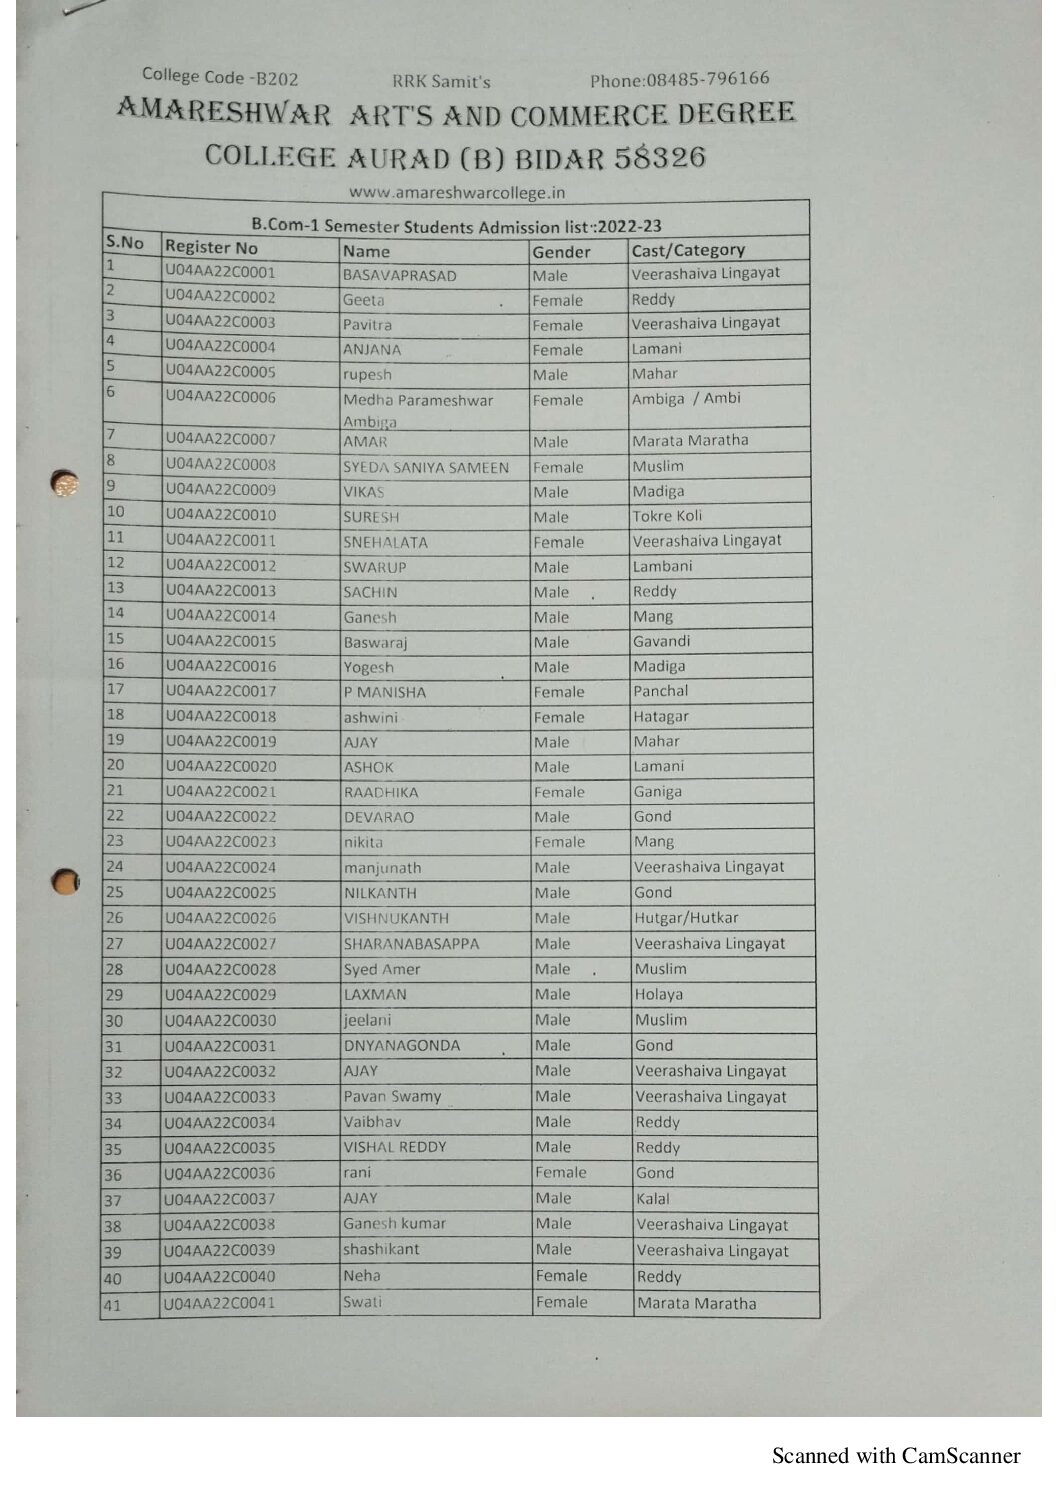 College Code -B202 RRK Samit's Phone:08485-796166
AMARESHWAR ART'S AND COMMERCE DEGREE
COLLEGE AURAD (B) BIDAR 58326
www.amareshwarcollege.in
B.Com-1 Semester Students Admission list::2022-23
S.No Register No Name Gender Cast/Category
1 U04AA22C0001 BASAVAPRASAD Male Veerashaiva Lingayat
2 U04AA22C0002 Geeta Female Reddy
3 U04AA22C0003 Pavitra Female Veerashaiva Lingayat
4 U04AA22C0004 ANJANA Female Lamani
5 U04AA22C0005 rupesh Male Mahar
6 U04AA22C0006 Medha Parameshwar Female Ambiga / Ambi
Ambiga
7 U04AA22C0007 AMAR Male Marata Maratha
8 U04AA22C0008 SYEDA SANIYA SAMEEN Female Muslim
9 U04AA22C0009 VIKAS Male Madiga
10 U04AA22C0010 SURESH Male Tokre Koli
11 U04AA22C0011 SNEHALATA Female Veerashaiva Lingayat
12 U04AA22C0012 SWARUP Male Lambani
13 U04AA22C0013 SACHIN Male Reddy
14 U04AA22C0014 Ganesh Male Mang
15 U04AA22C0015 Baswaraj Male Gavandi
16 U04AA22C0016 Yogesh Male Madiga
17 U04AA22C0017 P MANISHA Female Panchal
18 U04AA22C0018 ashwini Female Hatagar
19 U04AA22C0019 AJAY Male Mahar
20 U04AA22C0020 ASHOK Male Lamani
21 U04AA22C0021 RAADHIKA Female Ganiga
22 U04AA22C0022 DEVARAO Male Gond
23 U04AA22C0023 nikita Female Mang
24 U04AA22C0024 manjunath Male Veerashaiva Lingayat
25 U04AA22C0025 NILKANTH Male Gond
26 U04AA22C0026 VISHNUKANTH Male Hutgar/Hutkar
27 U04AA22C0027 SHARANABASAPPA Male Veerashaiva Lingayat
28 U04AA22C0028 Syed Amer Male Muslim
29 U04AA22C0029 LAXMAN Male Holaya
30 U04AA22C0030 jeelani Male Muslim
31 U04AA22C0031 DNYANAGONDA Male Gond
32 U04AA22C0032 AJAY Male Veerashaiva Lingayat
33 U04AA22C0033 Pavan Swamy Male Veerashaiva Lingayat
34 U04AA22C0034 Vaibhav Male Reddy
35 U04AA22C0035 VISHAL REDDY Male Reddy
36 U04AA22C0036 rani Female Gond
37 U04AA22C0037 AJAY Male Kalal
38 U04AA22C0038 Ganesh kumar Male Veerashaiva Lingayat
39 U04AA22C0039 shashikant Male Veerashaiva Lingayat
40 U04AA22C0040 Neha Female Reddy
41 U04AA22C0041 Swati Female Marata Maratha
Scanned with CamScanner